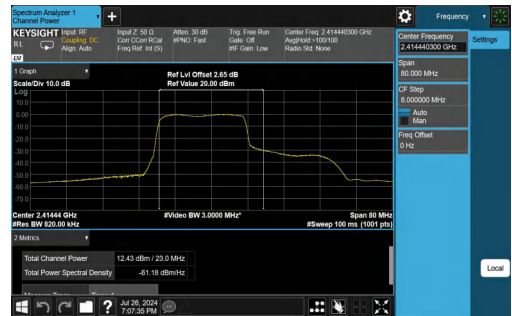 Spectrum Analyzer 1
Channel Power
Frequency
KEYSIGHT
RL
LV
Input: RF
Coupling: DC
Align: Auto
Input Z: 50 Ω
Corr CCorr RCal
Freq Ref: Int (S)
Atten: 30 dB
#PNO: Fast
Trig: Free Run
Gate: Off
#IF Gain: Low
Center Freq: 2.414440300 GHz
Avg|Hold:>100/100
Radio Std: None
Center Frequency
2.414440300 GHz
Settings
Span
80.000 MHz
CF Step
8.000000 MHz
Auto
Man
Freq Offset
0 Hz
Local
1 Graph
Scale/Div 10.0 dB
Ref Lvl Offset 2.65 dB
Ref Value 20.00 dBm
Log
10.0
0.00
-10.0
-20.0
-30.0
-40.0
-50.0
-60.0
-70.0
Center 2.41444 GHz
#Res BW 820.00 kHz
#Video BW 3.0000 MHz*
Span 80 MHz
#Sweep 100 ms (1001 pts)
2 Metrics
Total Channel Power 12.43 dBm / 23.0 MHz
Total Power Spectral Density -61.18 dBm/Hz
Jul 26, 2024
7:07:35 PM